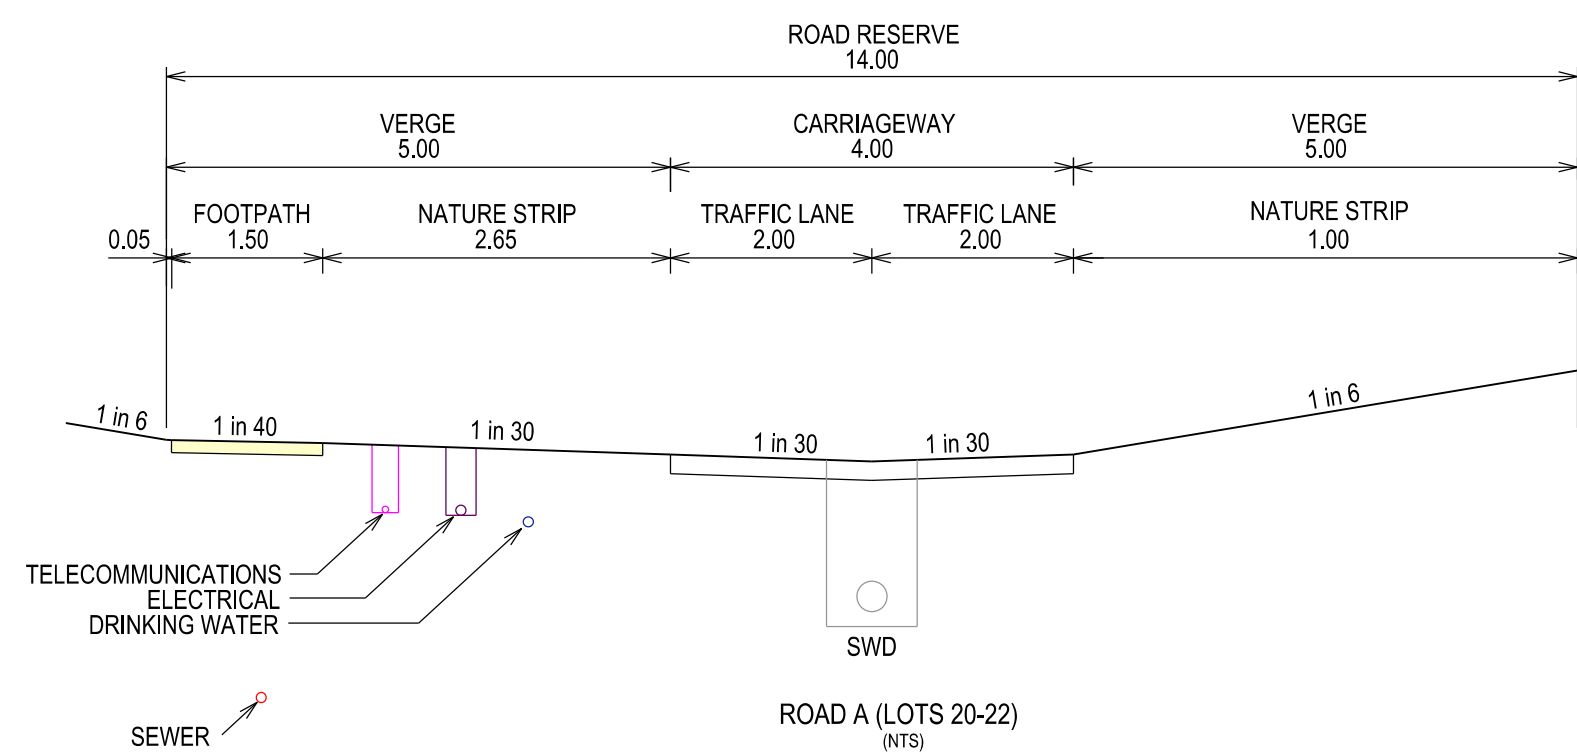 ROAD RESERVE
14.00
VERGE
5.00
CARRIAGEWAY
4.00
VERGE
5.00
0.05
FOOTPATH
1.50
NATURE STRIP
2.65
TRAFFIC LANE
2.00
TRAFFIC LANE
2.00
NATURE STRIP
1.00
1 in 6
1 in 40
1 in 30
1 in 30
1 in 30
1 in 6
TELECOMMUNICATIONS
ELECTRICAL
DRINKING WATER
SEWER
SWD
ROAD A (LOTS 20-22)
(NTS)